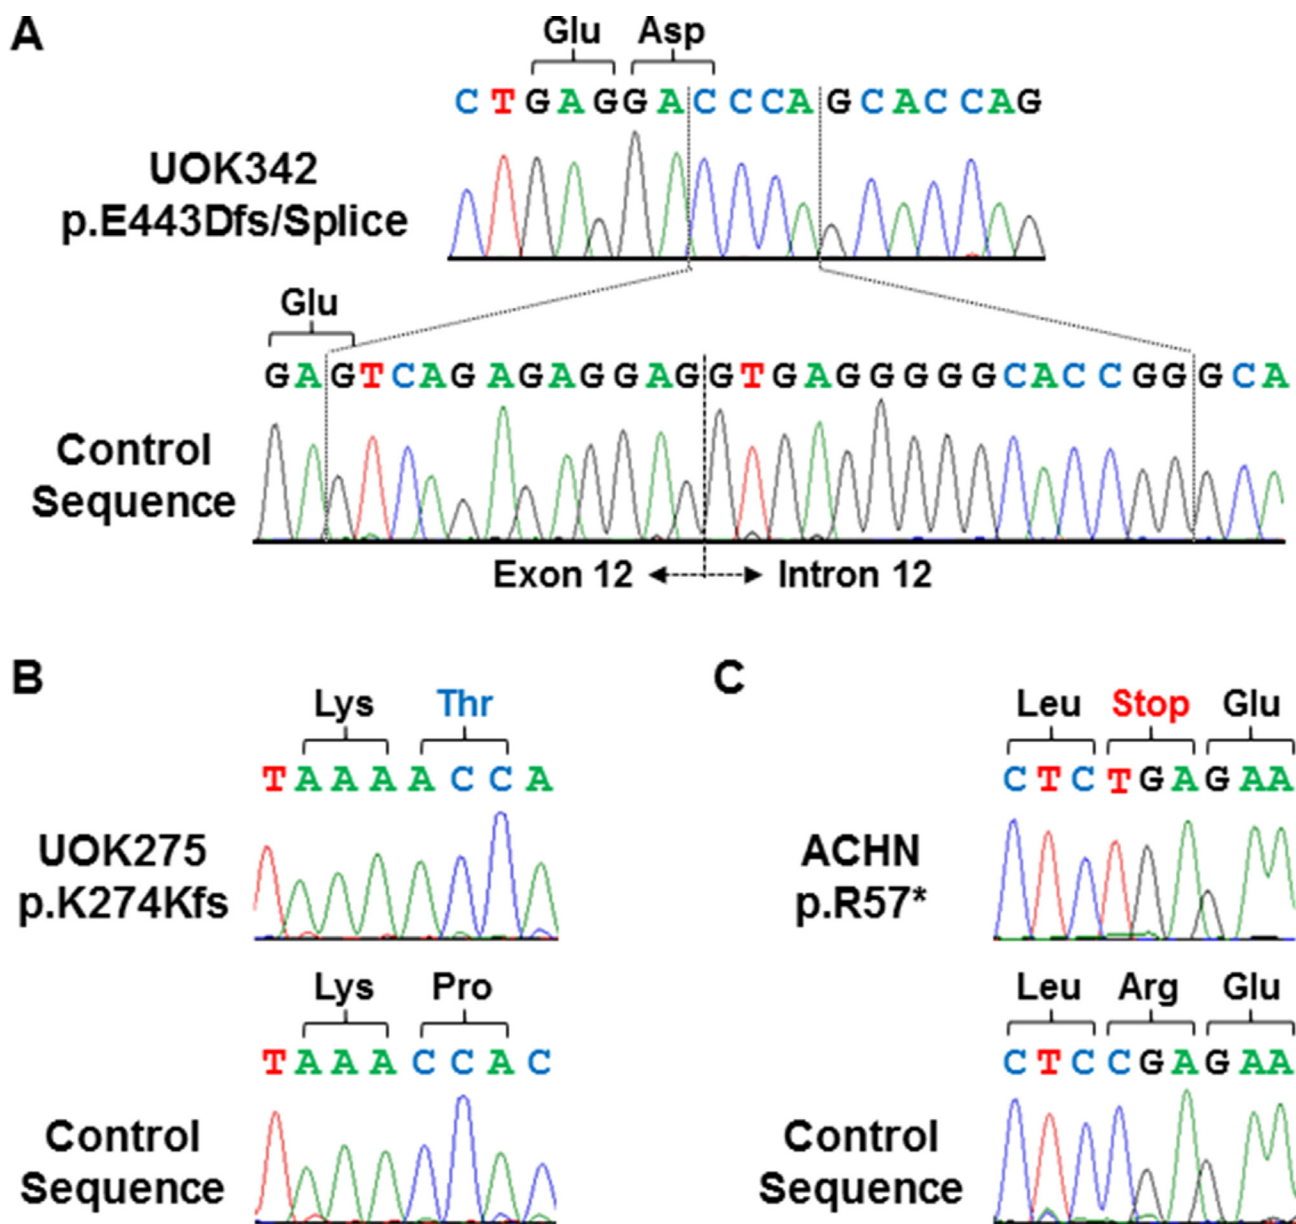 A
Glu Asp
CTGAGGACCCAGCACCAG
UOK342
p.E443Dfs/Splice
Glu
GAGTCAGAGAGGAGGTGAGGGGGCACCGGGCA
Control
Sequence
Exon 12 Intron 12
B
Lys Thr
TAAAACCA
UOK275
p.K274Kfs
Lys Pro
TAAACCAC
Control
Sequence
C
Leu Stop Glu
CTCTGAGAA
ACHN
p.R57*
Leu Arg Glu
CTCCGAGAA
Control
Sequence